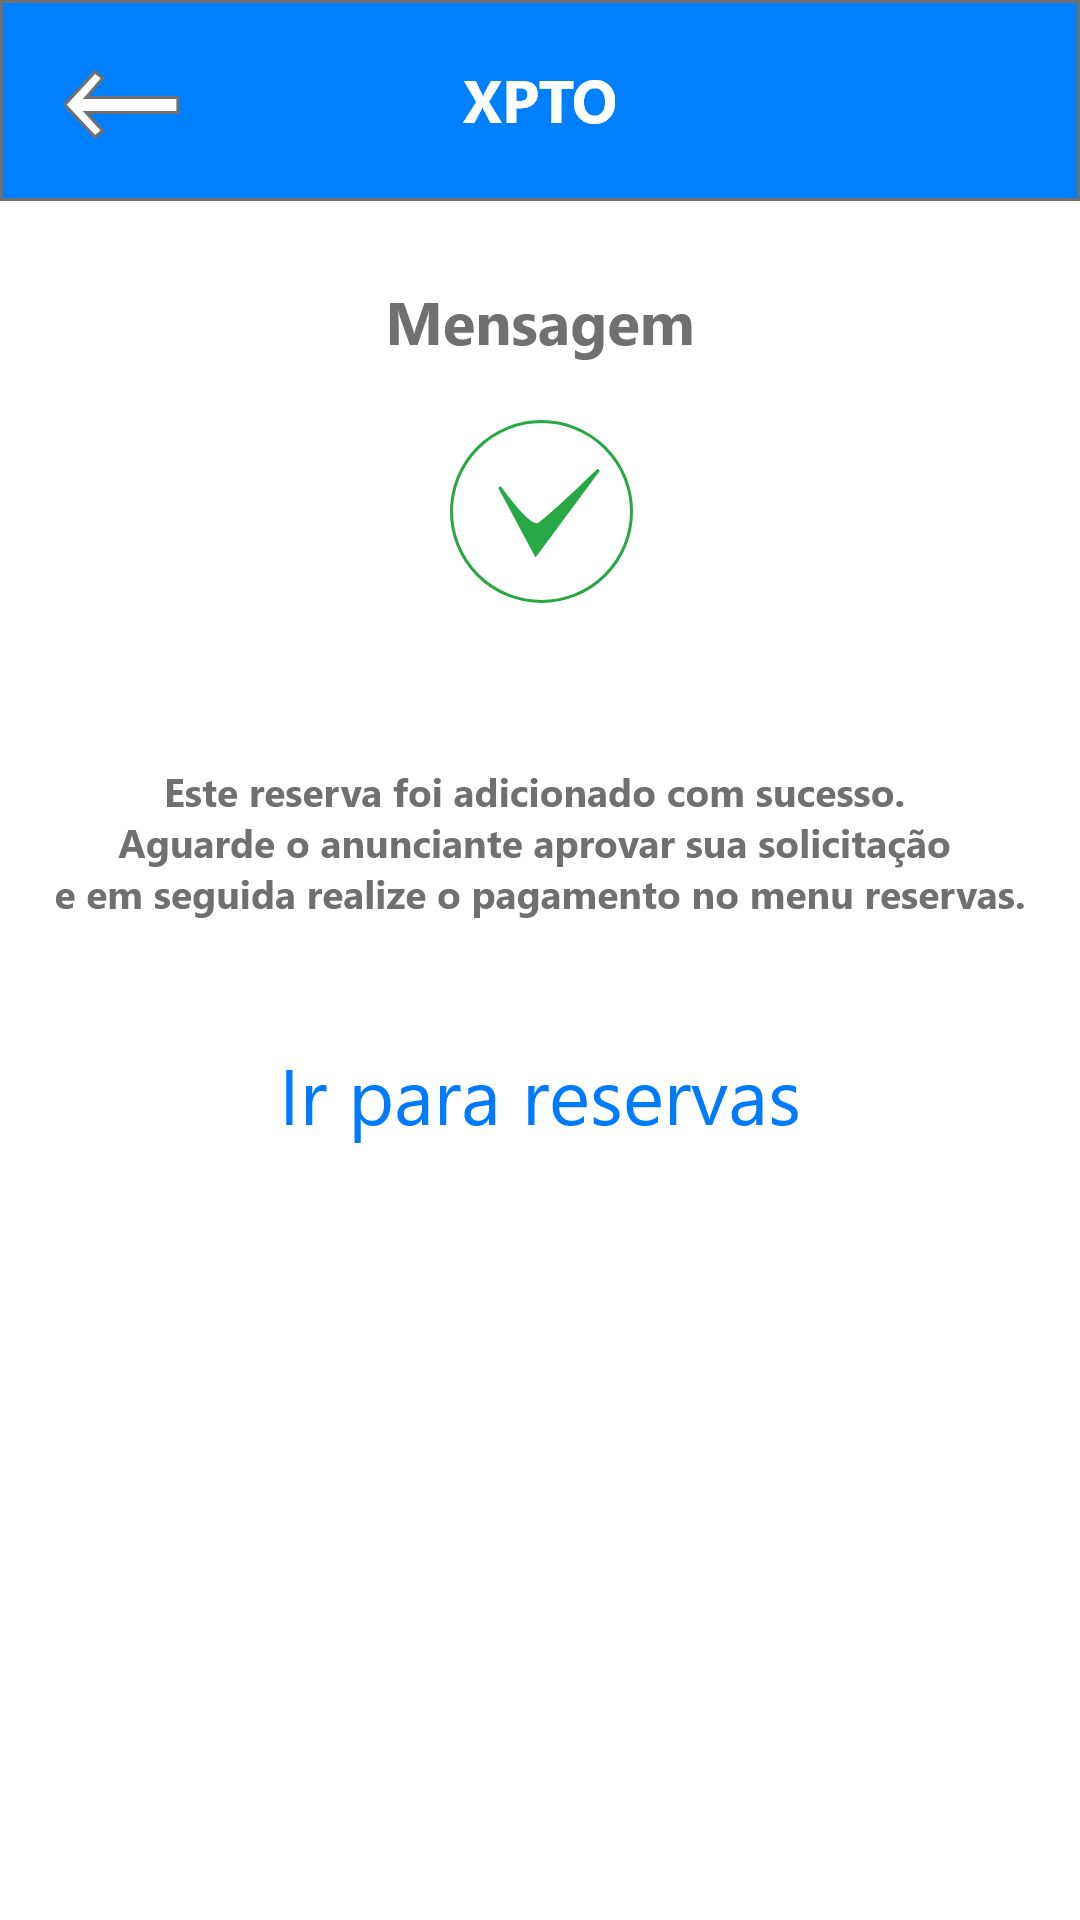 XPTO
Mensagem
Este reserva foi adicionado com sucesso.
Aguarde o anunciante aprovar sua solicitação
e em seguida realize o pagamento no menu reservas.
Ir para reservas